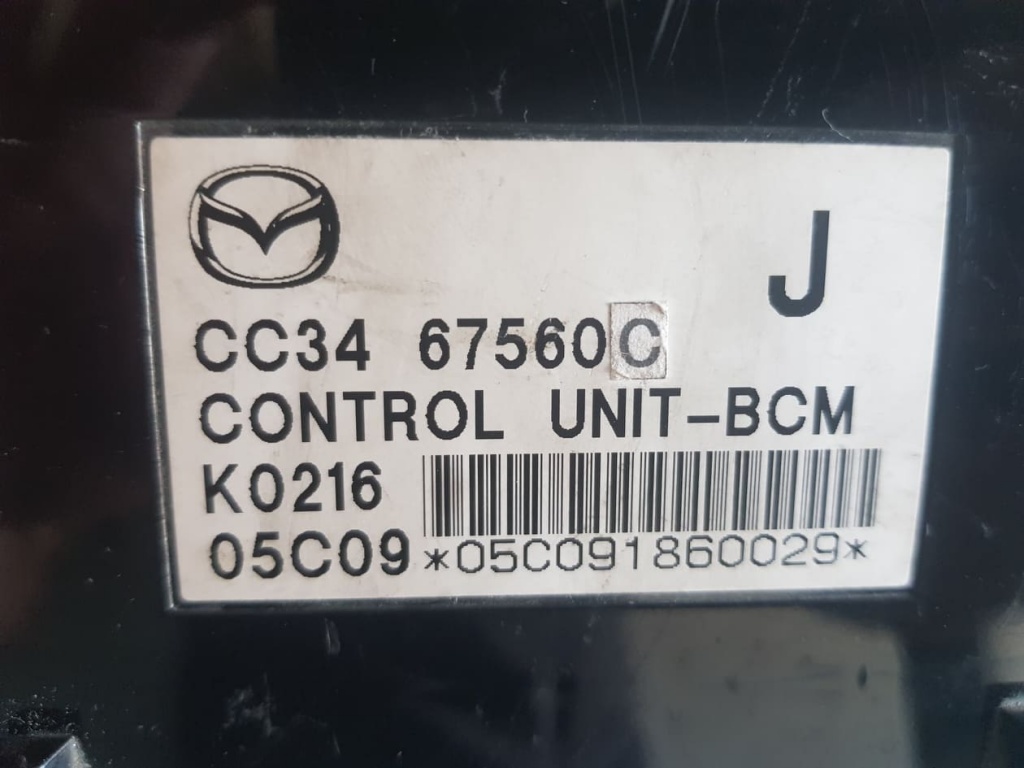 J
CC34 67560C
CONTROL UNIT-BCM
K0216
05C09 *05C091860029*